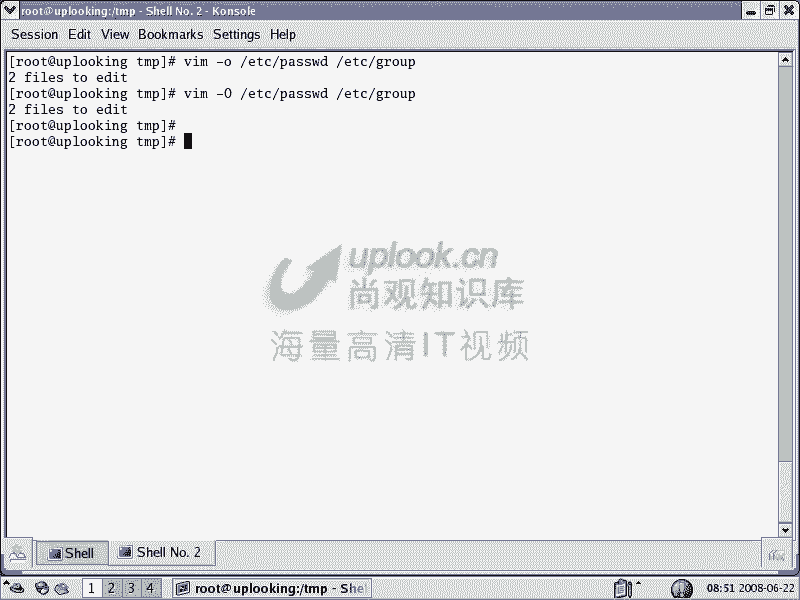 root@uplooking:/tmp - Shell No. 2 - Konsole
Session Edit View Bookmarks Settings Help
[root@uplooking tmp]# vim -o /etc/passwd /etc/group
2 files to edit
[root@uplooking tmp]# vim -O /etc/passwd /etc/group
2 files to edit
[root@uplooking tmp]#
[root@uplooking tmp]#
uplook.cn
尚观知识库
海量高清IT视频
Shell Shell No. 2
1 2 3 4 root@uplooking:/tmp - She 08:51 2008-06-22